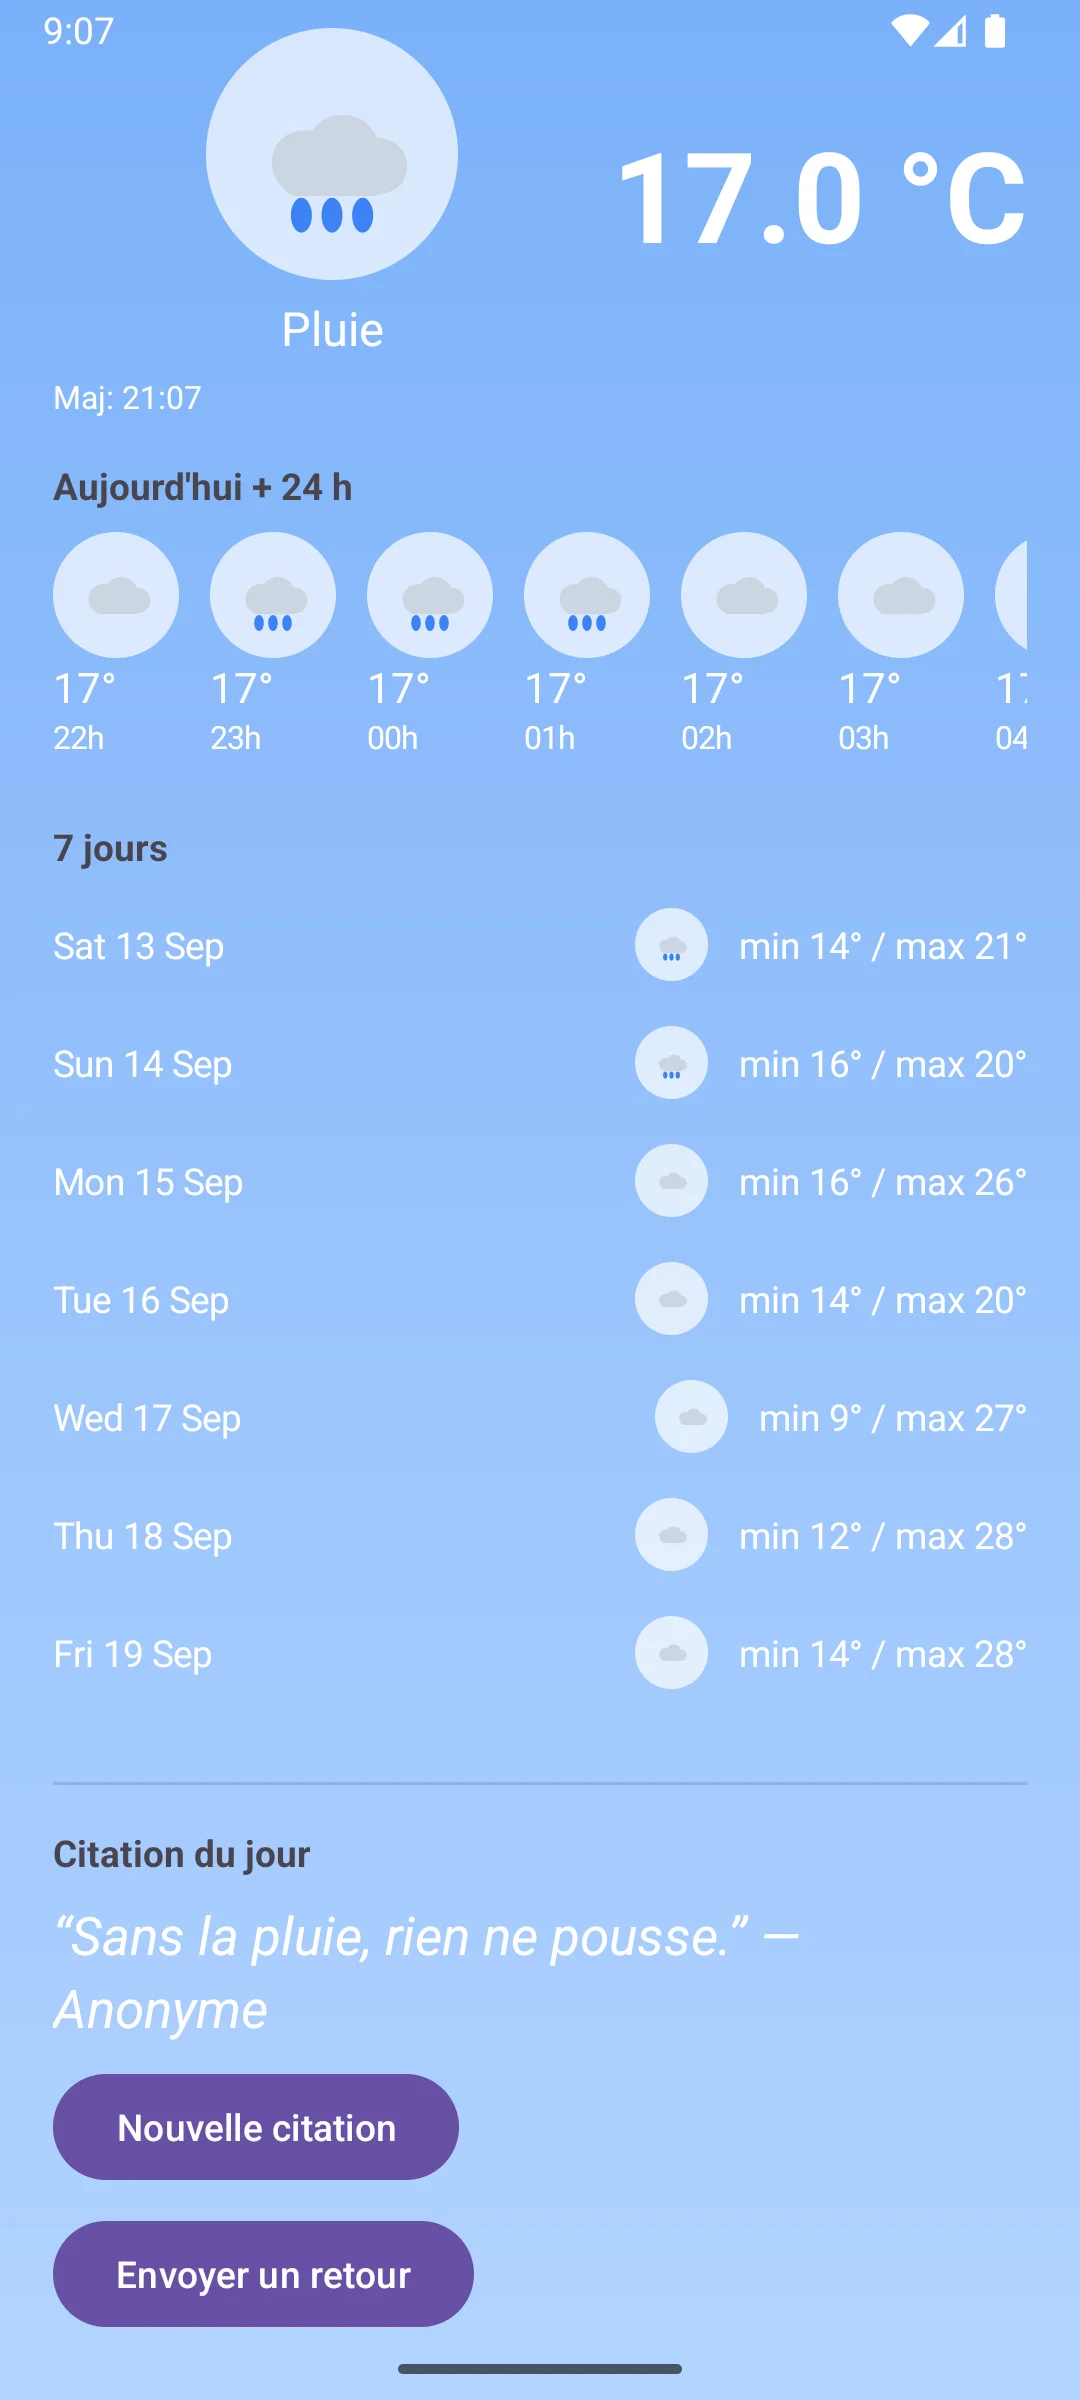 9:07
17.0 °C
Pluie
Maj: 21:07
Aujourd'hui + 24 h
17° 17° 17° 17° 17° 17° 17
22h 23h 00h 01h 02h 03h 04
7 jours
Sat 13 Sep min 14° / max 21°
Sun 14 Sep min 16° / max 20°
Mon 15 Sep min 16° / max 26°
Tue 16 Sep min 14° / max 20°
Wed 17 Sep min 9° / max 27°
Thu 18 Sep min 12° / max 28°
Fri 19 Sep min 14° / max 28°
Citation du jour
“Sans la pluie, rien ne pousse.” —
Anonyme
Nouvelle citation
Envoyer un retour